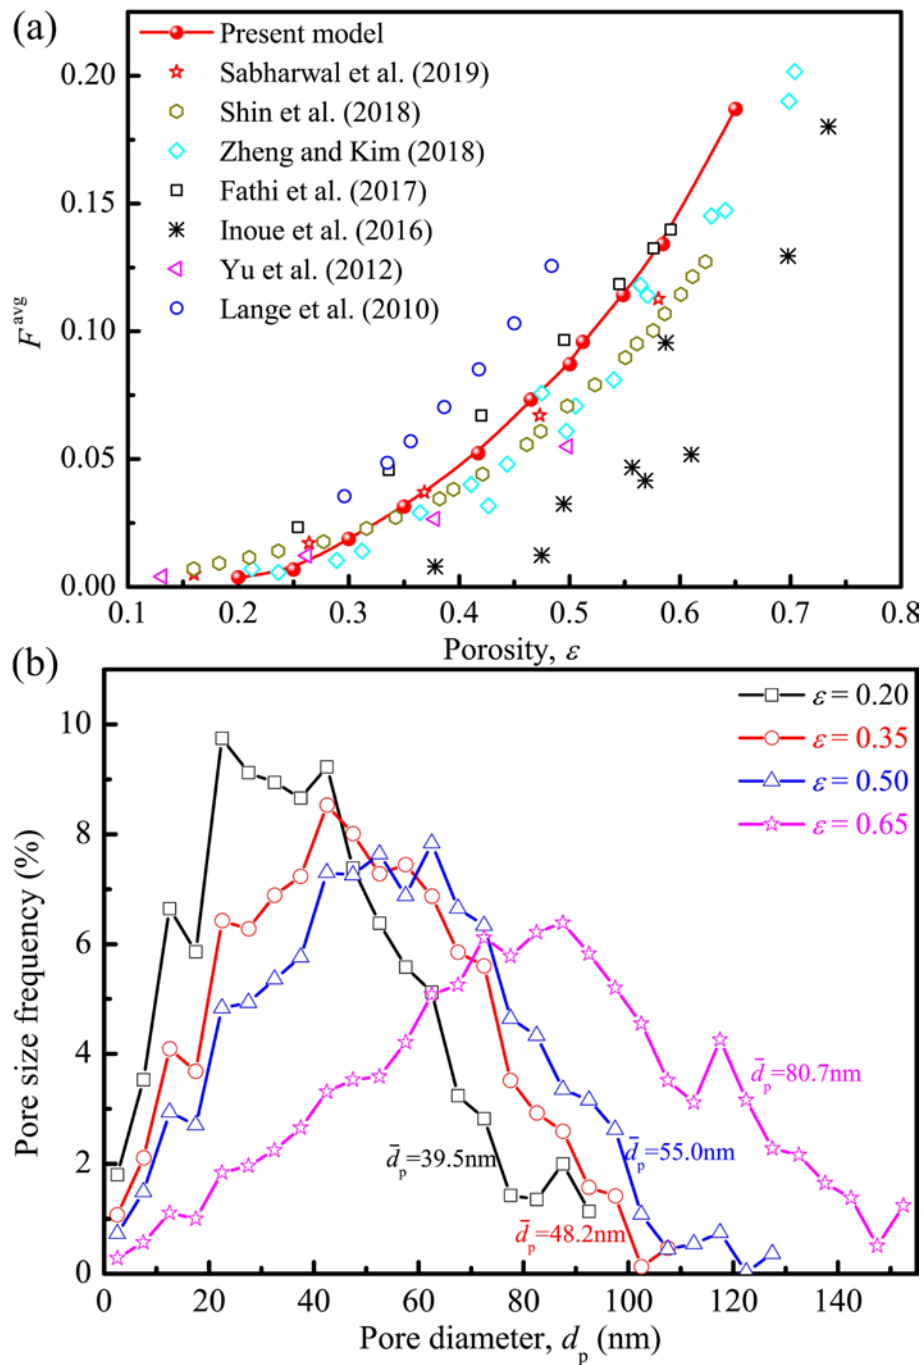 (a)
Present model
Sabharwal et al. (2019)
Shin et al. (2018)
Zheng and Kim (2018)
Fathi et al. (2017)
Inoue et al. (2016)
Yu et al. (2012)
Lange et al. (2010)
0.20
0.15
0.10
0.05
0.00
F^avg
0.1 0.2 0.3 0.4 0.5 0.6 0.7 0.8
Porosity, ε
(b)
ε = 0.20
ε = 0.35
ε = 0.50
ε = 0.65
10
8
6
4
2
0
Pore size frequency (%)
d̄p=80.7nm
d̄p=39.5nm
d̄p=55.0nm
d̄p=48.2nm
0 20 40 60 80 100 120 140
Pore diameter, dp (nm)